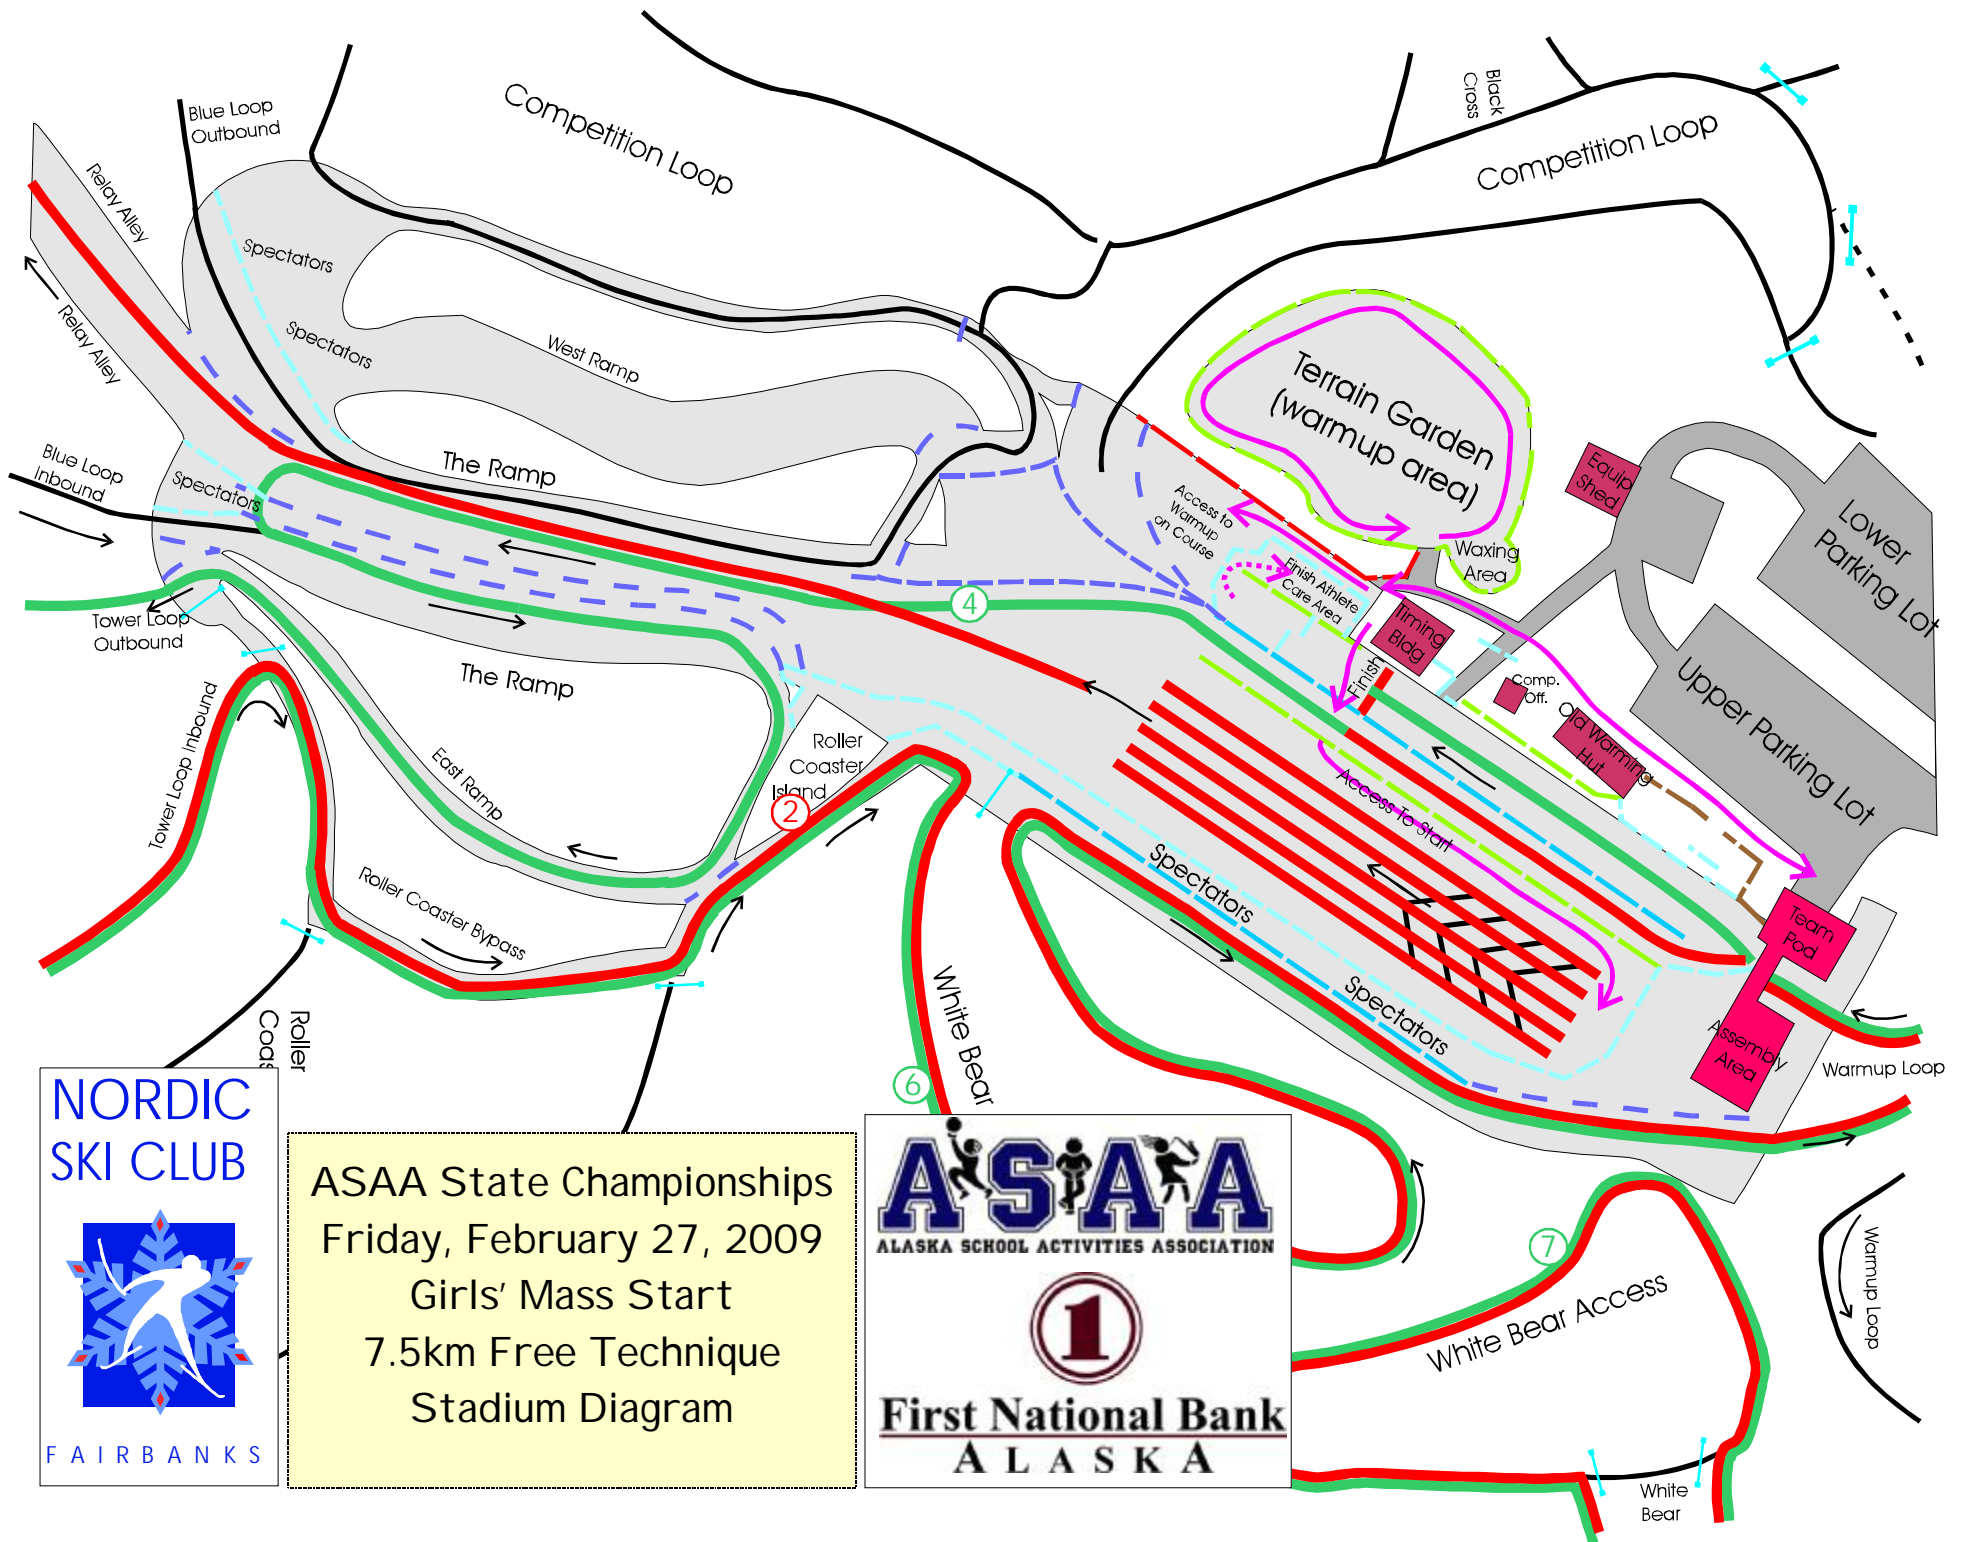 Blue Loop
Outbound
Competition Loop
Black
Cross
Competition Loop
Relay Alley
Spectators
Spectators
Relay Alley
West Ramp
Terrain Garden
(warmup area)
Equip
Shed
Lower
Parking Lot
Blue Loop
Inbound
Spectators
The Ramp
Access to
Warmup
on Course
Waxing
Area
Finish Athlete
Care Area
4
Timing
Bldg
Tower Loop
Outbound
The Ramp
Finish
Comp.
Off.
Old Warming
Hut
Upper Parking Lot
Tower Loop Inbound
East Ramp
Roller
Coaster
Island
2
Access To Start
Spectators
Roller Coaster Bypass
White Bear
Spectators
Team
Pod
Assembly
Area
Warmup Loop
Roller
Coas
6
7
White Bear Access
Warmup Loop
White
Bear
NORDIC
SKI CLUB
FAIRBANKS
ASAA State Championships
Friday, February 27, 2009
Girls' Mass Start
7.5km Free Technique
Stadium Diagram
ASAA
ALASKA SCHOOL ACTIVITIES ASSOCIATION
1
First National Bank
ALASKA